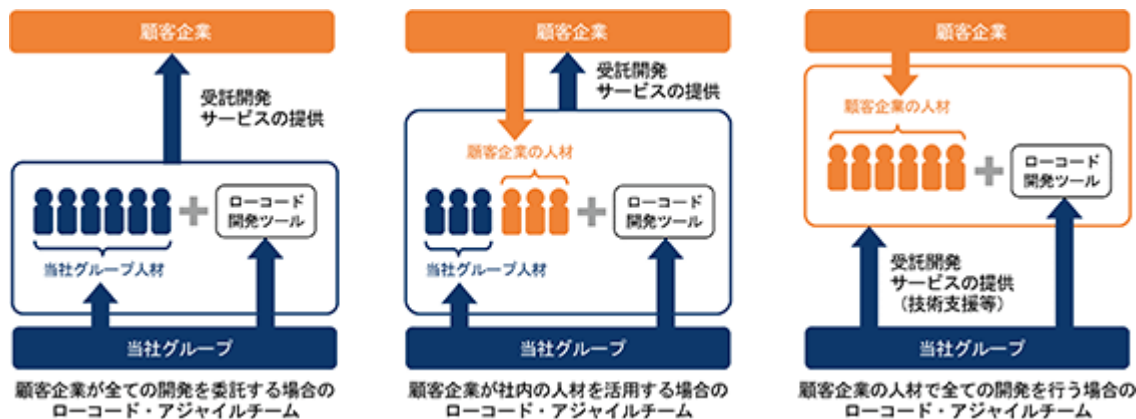 顧客企業
受託開発
サービスの提供
ローコード
開発ツール
当社グループ人材
当社グループ
顧客企業が全ての開発を委託する場合の
ローコード・アジャイルチーム
顧客企業
受託開発
サービスの提供
顧客企業の人材
ローコード
開発ツール
当社グループ人材
当社グループ
顧客企業が社内の人材を活用する場合の
ローコード・アジャイルチーム
顧客企業
顧客企業の人材
ローコード
開発ツール
受託開発
サービスの提供
(技術支援等)
当社グループ
顧客企業の人材で全ての開発を行う場合の
ローコード・アジャイルチーム